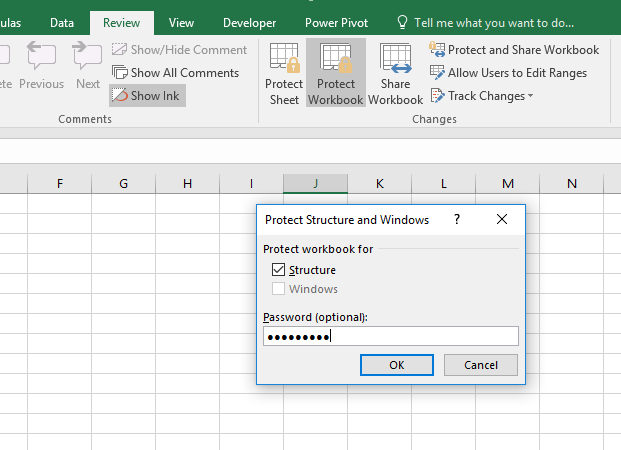 ulas Data Review View Developer Power Pivot Tell me what you want to do...
Previous Next
Show/Hide Comment
Show All Comments
Show Ink
Comments
Protect Sheet
Protect Workbook
Share Workbook
Protect and Share Workbook
Allow Users to Edit Ranges
Track Changes
Changes
F G H I J K L M N
Protect Structure and Windows ?
Protect workbook for
Structure
Windows
Password (optional):
●●●●●●●●●
OK Cancel